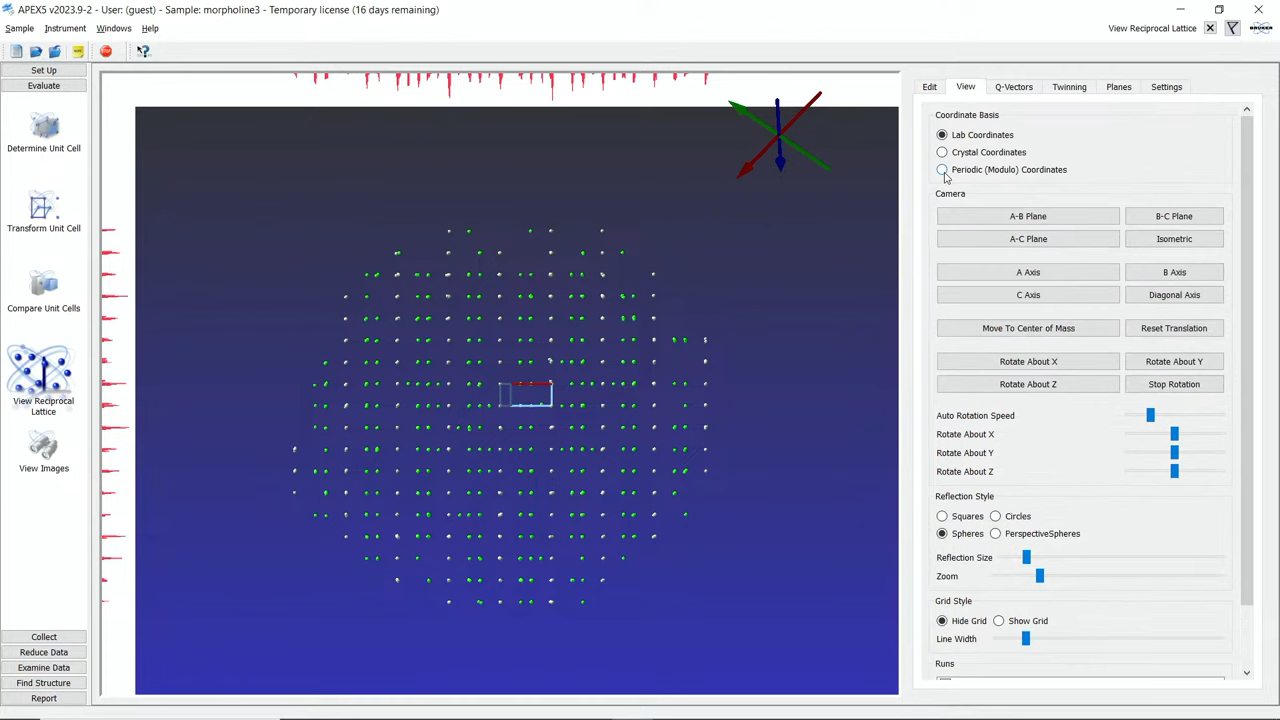 APEX5 v2023.9-2 - User: (guest) - Sample: morpholine3 - Temporary license (16 days remaining)
Sample Instrument Windows Help
View Reciprocal Lattice
BRUKER
Set Up
Evaluate
Determine Unit Cell
Transform Unit Cell
Compare Unit Cells
View Reciprocal
Lattice
View Images
Collect
Reduce Data
Examine Data
Find Structure
Report
Edit View Q-Vectors Twinning Planes Settings
Coordinate Basis
Lab Coordinates
Crystal Coordinates
Periodic (Modulo) Coordinates
Camera
A-B Plane B-C Plane
A-C Plane Isometric
A Axis B Axis
C Axis Diagonal Axis
Move To Center of Mass Reset Translation
Rotate About X Rotate About Y
Rotate About Z Stop Rotation
Auto Rotation Speed
Rotate About X
Rotate About Y
Rotate About Z
Reflection Style
Squares Circles
Spheres PerspectiveSpheres
Reflection Size
Zoom
Grid Style
Hide Grid Show Grid
Line Width
Runs